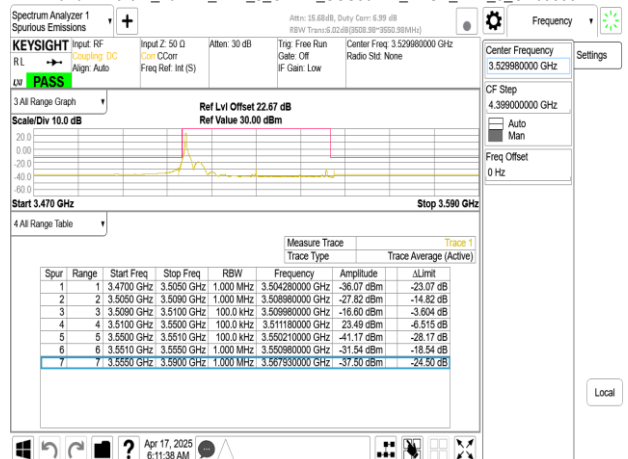 Spectrum Analyzer 1
Spurious Emissions
Attn: 15.68dB, Duty Corr: 6.99 dB
RBW Trans:6.02dB(3508.98~3550.98MHz)
Frequency
KEYSIGHT
RL
Input: RF
Coupling: DC
Align: Auto
Input Z: 50 Ω
Corr CCorr
Freq Ref: Int (S)
Atten: 30 dB
Trig: Free Run
Gate: Off
IF Gain: Low
Center Freq: 3.529980000 GHz
Radio Std: None
LXI PASS
Center Frequency
3.529980000 GHz
Settings
CF Step
4.399000000 GHz
Auto
Man
Freq Offset
0 Hz
3 All Range Graph
Scale/Div 10.0 dB
Ref Lvl Offset 22.67 dB
Ref Value 30.00 dBm
20.0
0.00
-20.0
-40.0
-60.0
Start 3.470 GHz
Stop 3.590 GHz
4 All Range Table
Measure Trace Trace 1
Trace Type Trace Average (Active)
Spur Range Start Freq Stop Freq RBW Frequency Amplitude ΔLimit
1 1 3.4700 GHz 3.5050 GHz 1.000 MHz 3.504280000 GHz -36.07 dBm -23.07 dB
2 2 3.5050 GHz 3.5090 GHz 1.000 MHz 3.508980000 GHz -27.82 dBm -14.82 dB
3 3 3.5090 GHz 3.5100 GHz 100.0 kHz 3.509980000 GHz -16.60 dBm -3.604 dB
4 4 3.5100 GHz 3.5500 GHz 100.0 kHz 3.511180000 GHz 23.49 dBm -6.515 dB
5 5 3.5500 GHz 3.5510 GHz 100.0 kHz 3.550210000 GHz -41.17 dBm -28.17 dB
6 6 3.5510 GHz 3.5550 GHz 1.000 MHz 3.550980000 GHz -31.54 dBm -18.54 dB
7 7 3.5550 GHz 3.5900 GHz 1.000 MHz 3.567930000 GHz -37.50 dBm -24.50 dB
Local
?
Apr 17, 2025
6:11:38 AM